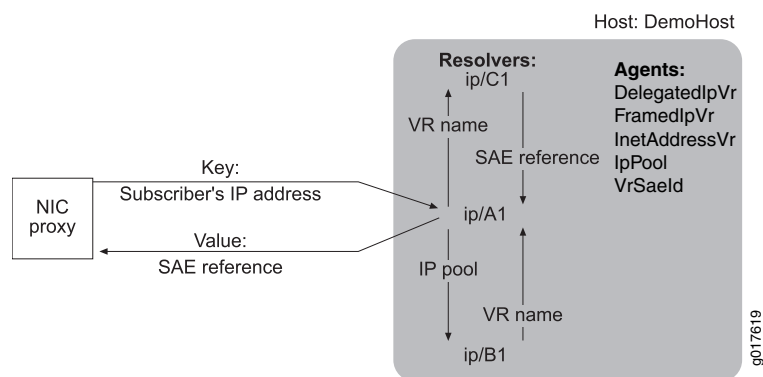 Host: DemoHost
Resolvers:
ip/C1
VR name
SAE reference
Agents:
DelegatedIpVr
FramedIpVr
InetAddressVr
IpPool
VrSaeId
NIC
proxy
Key:
Subscriber's IP address
ip/A1
Value:
SAE reference
IP pool
VR name
ip/B1
g017619